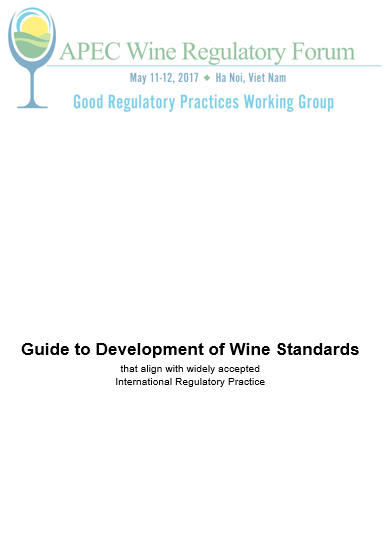 APEC Wine Regulatory Forum
May 11-12, 2017 ◆ Ha Noi, Viet Nam
Good Regulatory Practices Working Group
Guide to Development of Wine Standards
that align with widely accepted
International Regulatory Practice